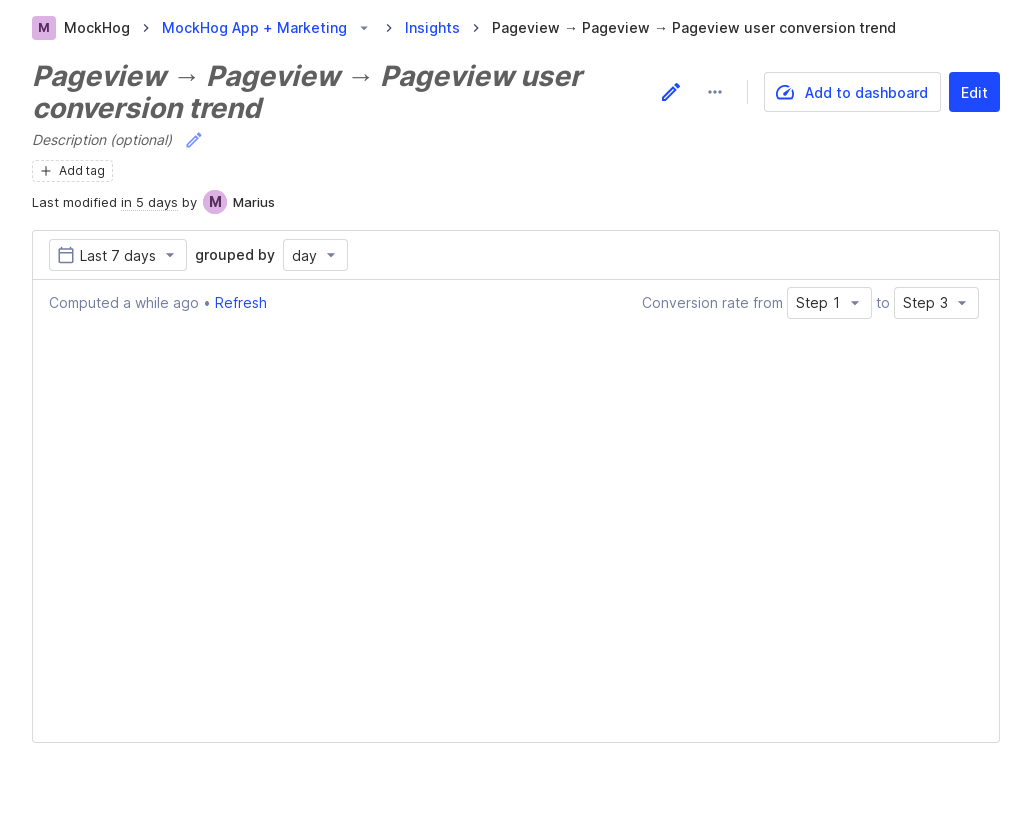 M MockHog > MockHog App + Marketing > Insights > Pageview → Pageview → Pageview user conversion trend
Pageview → Pageview → Pageview user
conversion trend
Add to dashboard
Edit
Description (optional)
+ Add tag
Last modified in 5 days by M Marius
Last 7 days grouped by day
Computed a while ago • Refresh
Conversion rate from Step 1 to Step 3